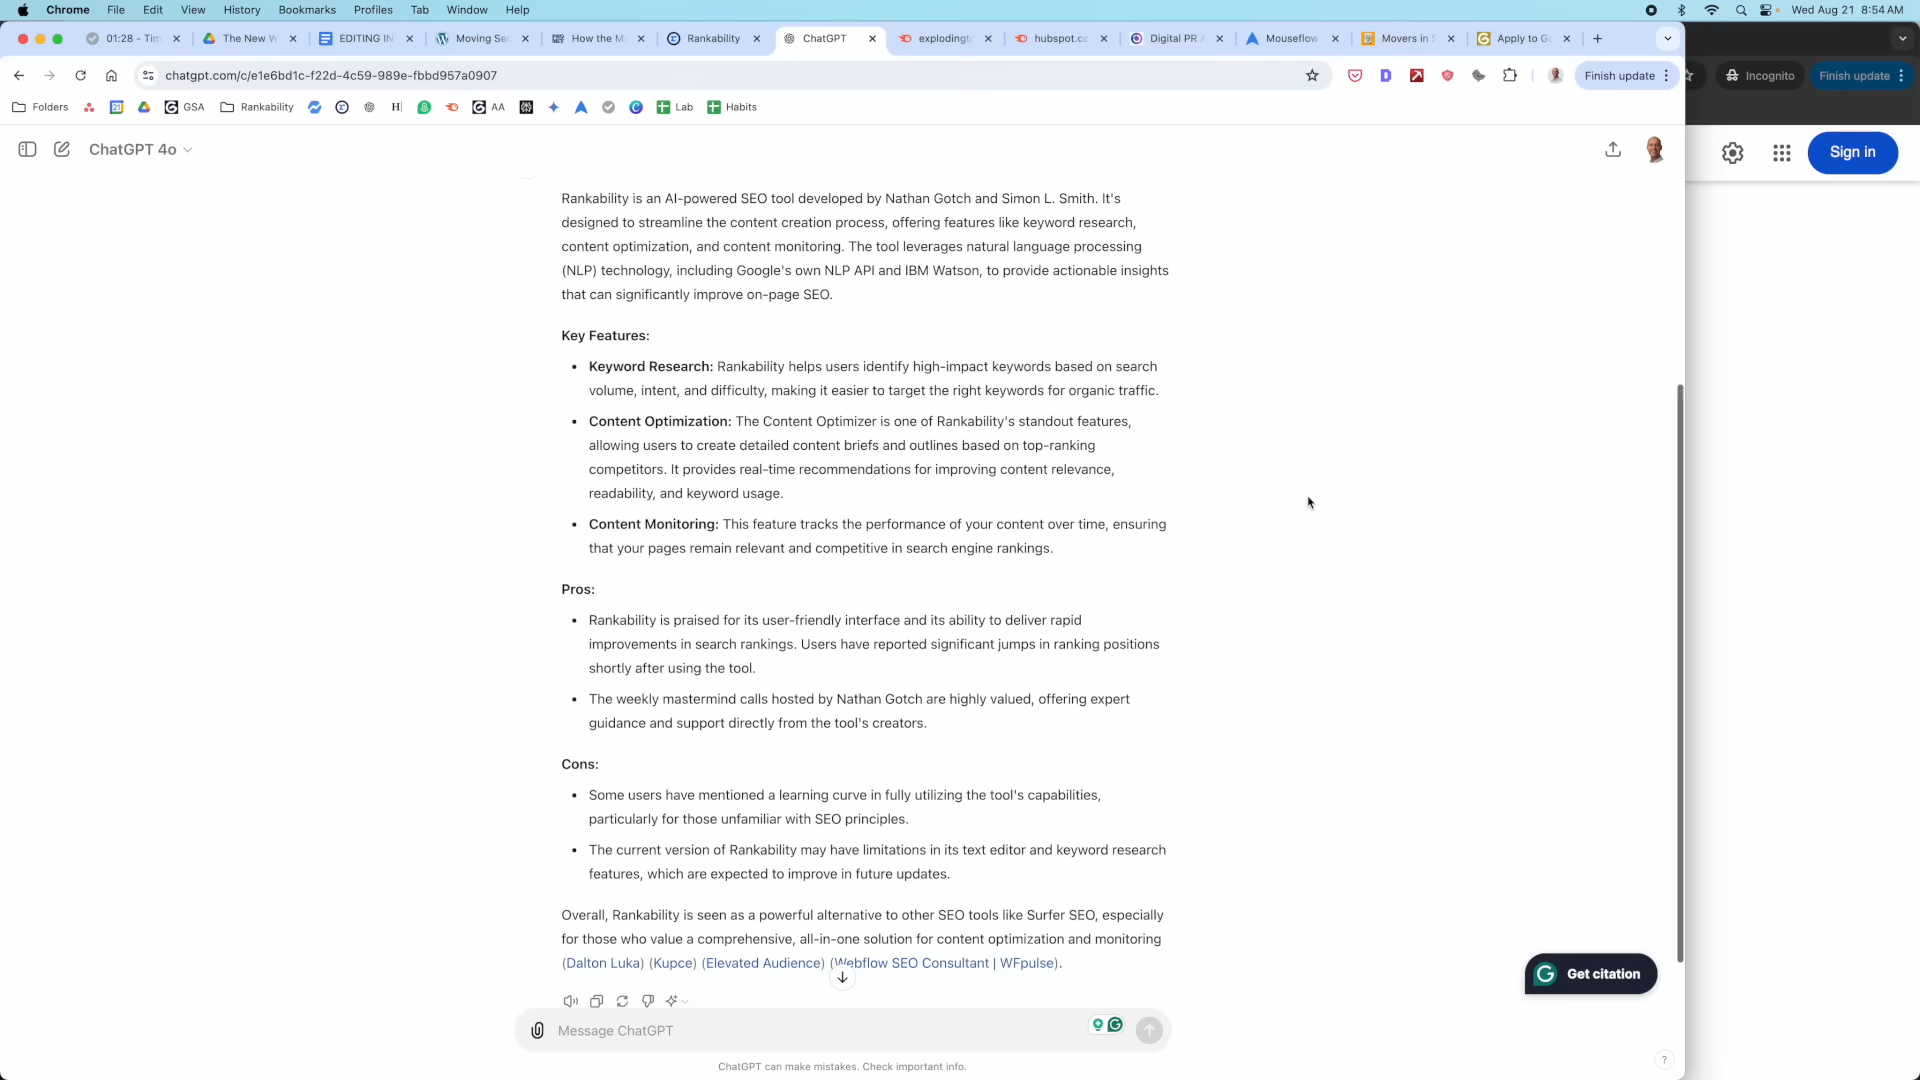 Chrome File Edit View History Bookmarks Profiles Tab Window Help Wed Aug 21 8:54 AM
01:28 - Tim The New W EDITING IN Moving Ser How the M Rankability ChatGPT explodingt hubspot.co Digital PR A Mouseflow Movers in S Apply to G
chatgpt.com/c/e1e6bd1c-f22d-4c59-989e-fbbd957a0907 Finish update Incognito Finish update
Folders GSA Rankability H AA Lab Habits
ChatGPT 4o Sign in
Rankability is an AI-powered SEO tool developed by Nathan Gotch and Simon L. Smith. It's
designed to streamline the content creation process, offering features like keyword research,
content optimization, and content monitoring. The tool leverages natural language processing
(NLP) technology, including Google's own NLP API and IBM Watson, to provide actionable insights
that can significantly improve on-page SEO.
Key Features:
• Keyword Research: Rankability helps users identify high-impact keywords based on search
volume, intent, and difficulty, making it easier to target the right keywords for organic traffic.
• Content Optimization: The Content Optimizer is one of Rankability's standout features,
allowing users to create detailed content briefs and outlines based on top-ranking
competitors. It provides real-time recommendations for improving content relevance,
readability, and keyword usage.
• Content Monitoring: This feature tracks the performance of your content over time, ensuring
that your pages remain relevant and competitive in search engine rankings.
Pros:
• Rankability is praised for its user-friendly interface and its ability to deliver rapid
improvements in search rankings. Users have reported significant jumps in ranking positions
shortly after using the tool.
• The weekly mastermind calls hosted by Nathan Gotch are highly valued, offering expert
guidance and support directly from the tool's creators.
Cons:
• Some users have mentioned a learning curve in fully utilizing the tool's capabilities,
particularly for those unfamiliar with SEO principles.
• The current version of Rankability may have limitations in its text editor and keyword research
features, which are expected to improve in future updates.
Overall, Rankability is seen as a powerful alternative to other SEO tools like Surfer SEO, especially
for those who value a comprehensive, all-in-one solution for content optimization and monitoring
(Dalton Luka) (Kupce) (Elevated Audience) (Webflow SEO Consultant | WFpulse).
Get citation
Message ChatGPT
ChatGPT can make mistakes. Check important info.
?